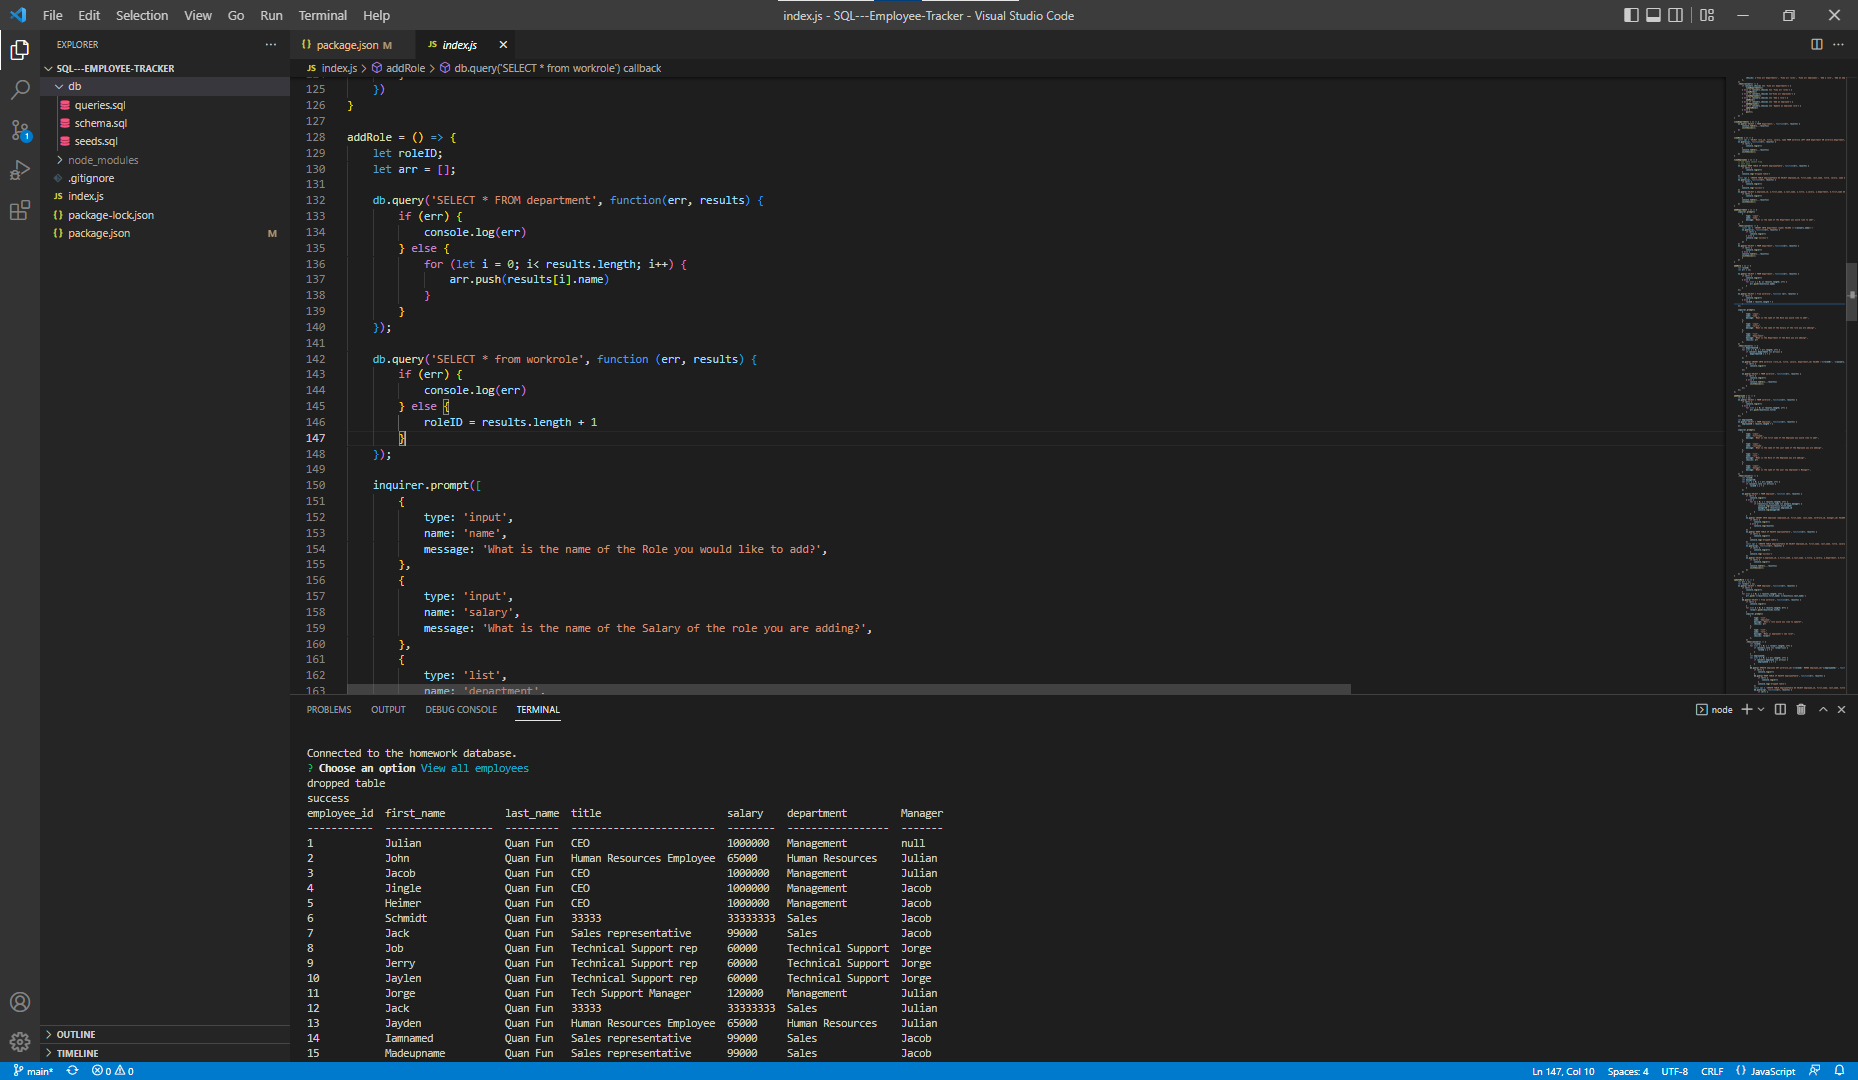 File Edit Selection View Go Run Terminal Help
index.js - SQL---Employee-Tracker - Visual Studio Code
EXPLORER ···
SQL---EMPLOYEE-TRACKER
db
queries.sql
schema.sql
seeds.sql
node_modules
.gitignore
JS index.js
{} package-lock.json
{} package.json M
OUTLINE
TIMELINE
1
{} package.json M
JS index.js
JS index.js > addRole > db.query('SELECT * from workrole') callback
125 })
126 }
127
128 addRole = () => {
129 let roleID;
130 let arr = [];
131
132 db.query('SELECT * FROM department', function(err, results) {
133 if (err) {
134 console.log(err)
135 } else {
136 for (let i = 0; i< results.length; i++) {
137 arr.push(results[i].name)
138 }
139 }
140 });
141
142 db.query('SELECT * from workrole', function (err, results) {
143 if (err) {
144 console.log(err)
145 } else {
146 roleID = results.length + 1
147 }
148 });
149
150 inquirer.prompt([
151 {
152 type: 'input',
153 name: 'name',
154 message: 'What is the name of the Role you would like to add?',
155 },
156 {
157 type: 'input',
158 name: 'salary',
159 message: 'What is the name of the Salary of the role you are adding?',
160 },
161 {
162 type: 'list',
163 name: 'department',
PROBLEMS OUTPUT DEBUG CONSOLE TERMINAL
node
Connected to the homework database.
? Choose an option View all employees
dropped table
success
employee_id first_name last_name title salary department Manager
----------- ------------------ --------- ------------------------ -------- ----------------- -------
1 Julian Quan Fun CEO 1000000 Management null
2 John Quan Fun Human Resources Employee 65000 Human Resources Julian
3 Jacob Quan Fun CEO 1000000 Management Julian
4 Jingle Quan Fun CEO 1000000 Management Jacob
5 Heimer Quan Fun CEO 1000000 Management Jacob
6 Schmidt Quan Fun 33333 33333333 Sales Jacob
7 Jack Quan Fun Sales representative 99000 Sales Jacob
8 Job Quan Fun Technical Support rep 60000 Technical Support Jorge
9 Jerry Quan Fun Technical Support rep 60000 Technical Support Jorge
10 Jaylen Quan Fun Technical Support rep 60000 Technical Support Jorge
11 Jorge Quan Fun Tech Support Manager 120000 Management Julian
12 Jack Quan Fun 33333 33333333 Sales Julian
13 Jayden Quan Fun Human Resources Employee 65000 Human Resources Julian
14 Iamnamed Quan Fun Sales representative 99000 Sales Jacob
15 Madeupname Quan Fun Sales representative 99000 Sales Jacob
main* 0 0
Ln 147, Col 10 Spaces: 4 UTF-8 CRLF {} JavaScript